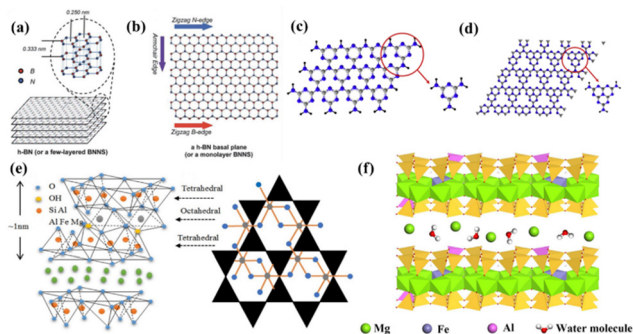 (a)
0.250 nm
0.333 nm
B
N
h-BN (or a few-layered BNNS)
(b)
Zigzag N-edge
Armchair Edge
Zigzag B-edge
a h-BN basal plane
(or a monolayer BNNS)
(c)
(d)
(e)
O
OH
Si Al
Al Fe M
~1nm
Tetrahedral
Octahedral
Tetrahedral
(f)
Mg
Fe
Al
Water molecule